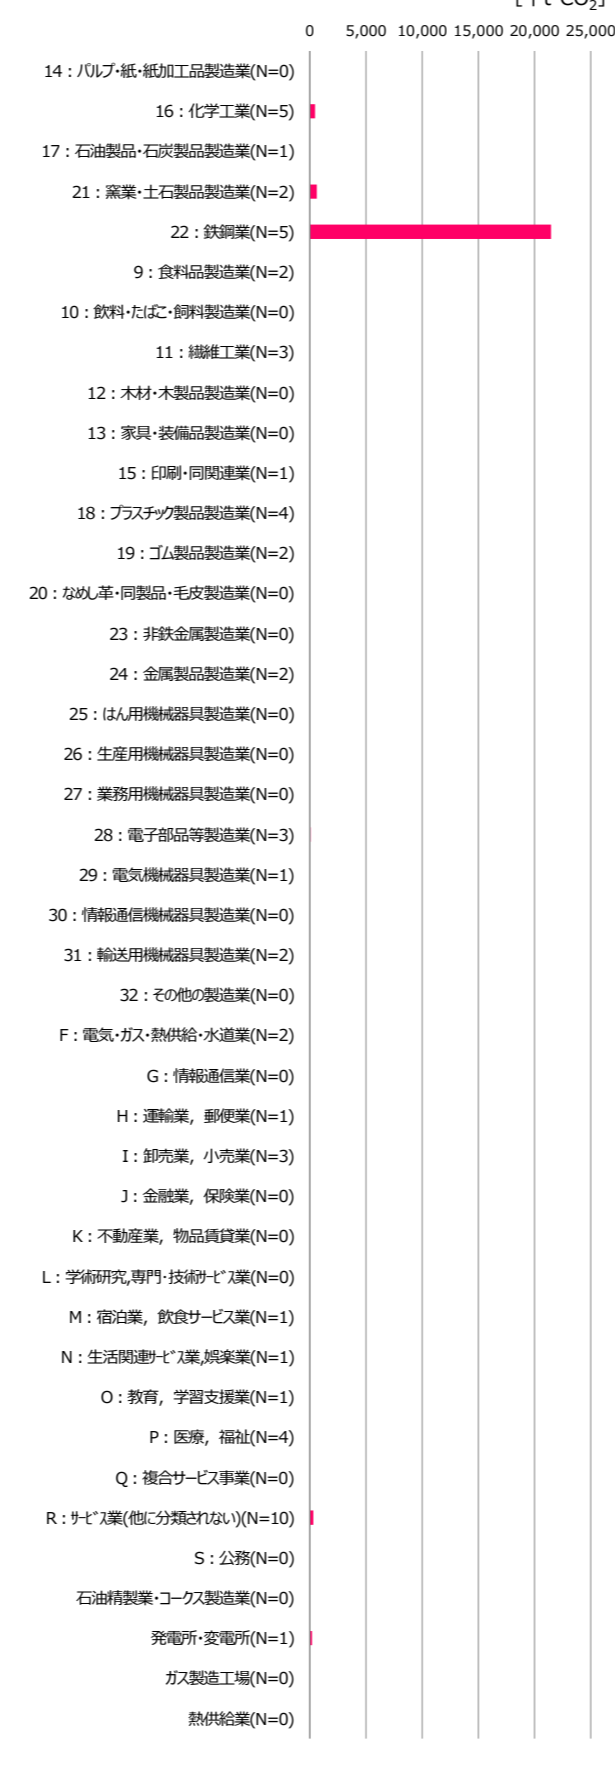 [千t-CO₂]
0 5,000 10,000 15,000 20,000 25,000
14：パルプ・紙・紙加工品製造業(N=0)
16：化学工業(N=5)
17：石油製品・石炭製品製造業(N=1)
21：窯業・土石製品製造業(N=2)
22：鉄鋼業(N=5)
9：食料品製造業(N=2)
10：飲料・たばこ・飼料製造業(N=0)
11：繊維工業(N=3)
12：木材・木製品製造業(N=0)
13：家具・装備品製造業(N=0)
15：印刷・同関連業(N=1)
18：プラスチック製品製造業(N=4)
19：ゴム製品製造業(N=2)
20：なめし革・同製品・毛皮製造業(N=0)
23：非鉄金属製造業(N=0)
24：金属製品製造業(N=2)
25：はん用機械器具製造業(N=0)
26：生産用機械器具製造業(N=0)
27：業務用機械器具製造業(N=0)
28：電子部品等製造業(N=3)
29：電気機械器具製造業(N=1)
30：情報通信機械器具製造業(N=0)
31：輸送用機械器具製造業(N=2)
32：その他の製造業(N=0)
F：電気・ガス・熱供給・水道業(N=2)
G：情報通信業(N=0)
H：運輸業，郵便業(N=1)
I：卸売業，小売業(N=3)
J：金融業，保険業(N=0)
K：不動産業，物品賃貸業(N=0)
L：学術研究,専門・技術ｻｰﾋﾞｽ業(N=0)
M：宿泊業，飲食サービス業(N=1)
N：生活関連ｻｰﾋﾞｽ業,娯楽業(N=1)
O：教育，学習支援業(N=1)
P：医療，福祉(N=4)
Q：複合サービス事業(N=0)
R：ｻｰﾋﾞｽ業(他に分類されない)(N=10)
S：公務(N=0)
石油精製業・コークス製造業(N=0)
発電所・変電所(N=1)
ガス製造工場(N=0)
熱供給業(N=0)